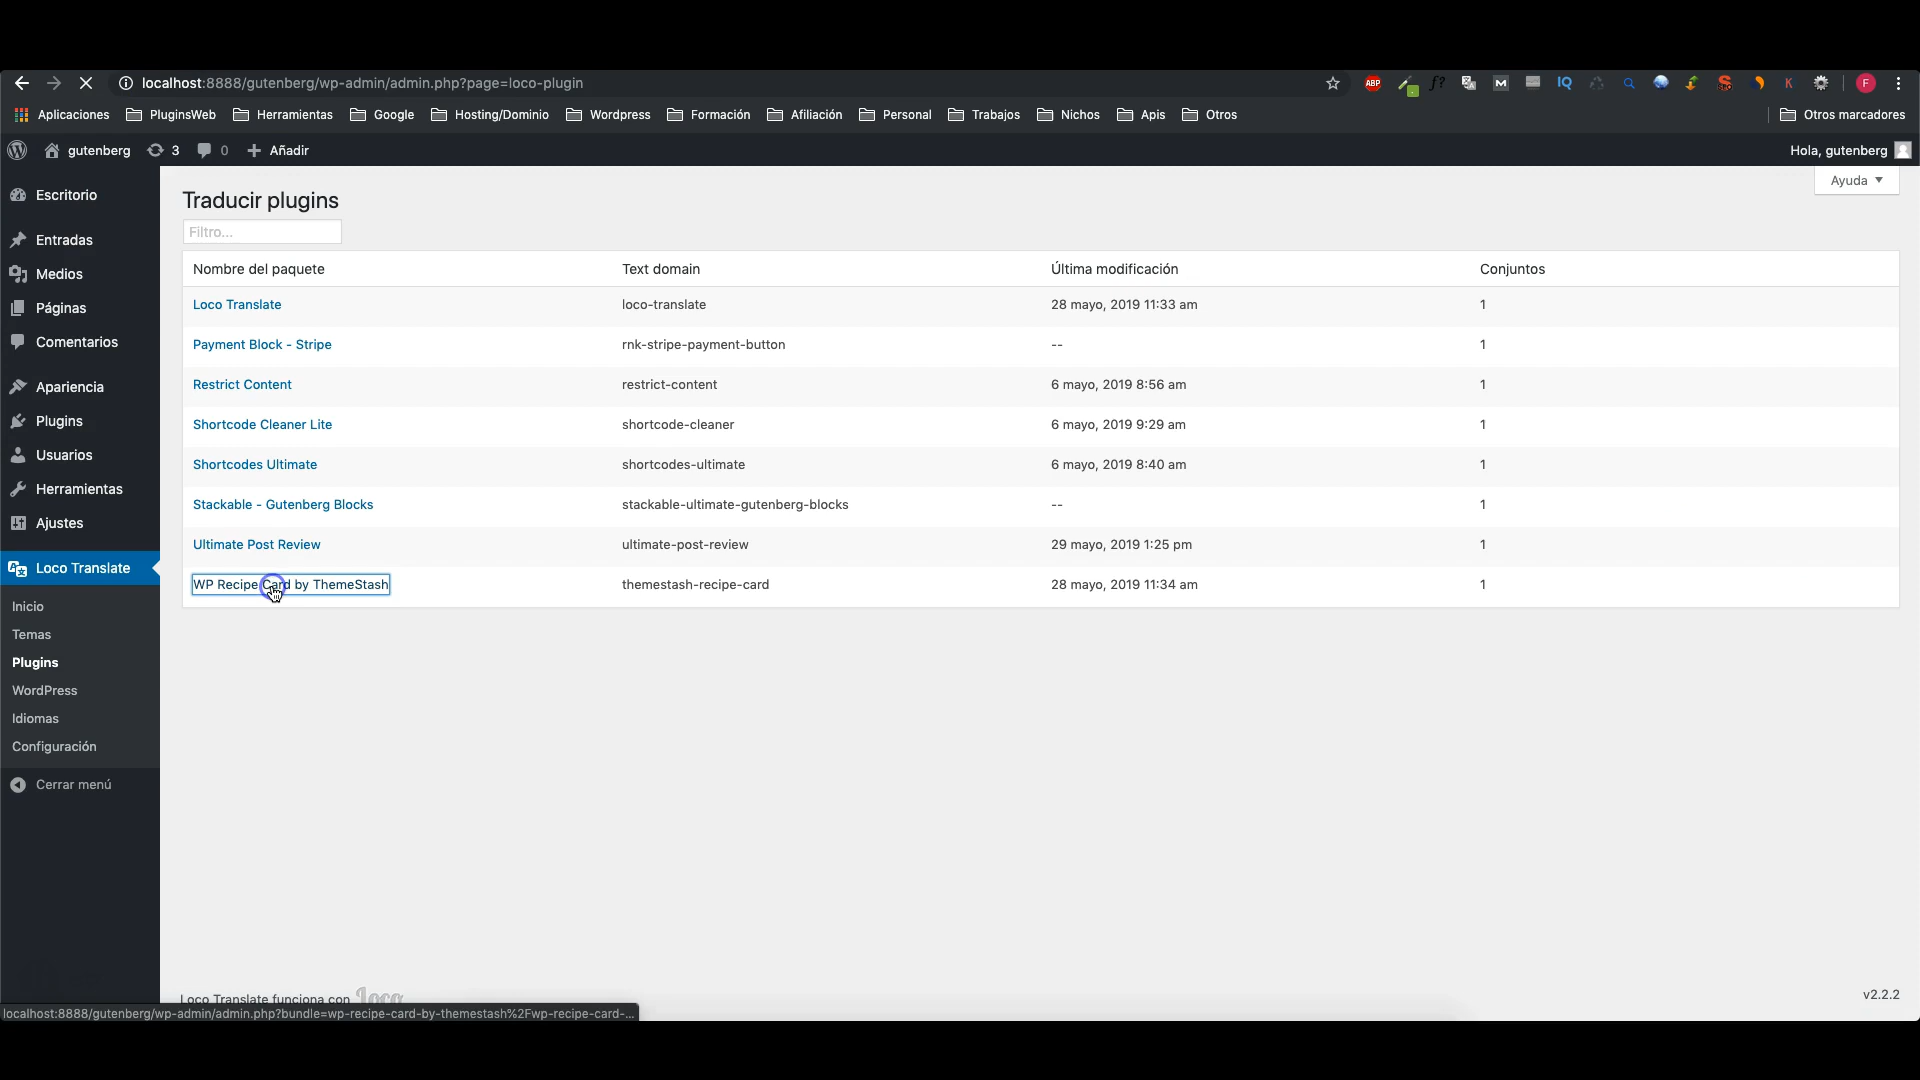 localhost:8888/gutenberg/wp-admin/admin.php?page=loco-plugin
ABP f? M IQ SEO K F
Aplicaciones PluginsWeb Herramientas Google Hosting/Dominio Wordpress Formación Afiliación Personal Trabajos Nichos Apis Otros Otros marcadores
gutenberg 3 0 + Añadir Hola, gutenberg
Ayuda
Escritorio
Entradas
Medios
Páginas
Comentarios
Apariencia
Plugins
Usuarios
Herramientas
Ajustes
Loco Translate
Inicio
Temas
Plugins
WordPress
Idiomas
Configuración
Cerrar menú
Traducir plugins
Filtro...
Nombre del paquete Text domain Última modificación Conjuntos
Loco Translate loco-translate 28 mayo, 2019 11:33 am 1
Payment Block - Stripe rnk-stripe-payment-button -- 1
Restrict Content restrict-content 6 mayo, 2019 8:56 am 1
Shortcode Cleaner Lite shortcode-cleaner 6 mayo, 2019 9:29 am 1
Shortcodes Ultimate shortcodes-ultimate 6 mayo, 2019 8:40 am 1
Stackable - Gutenberg Blocks stackable-ultimate-gutenberg-blocks -- 1
Ultimate Post Review ultimate-post-review 29 mayo, 2019 1:25 pm 1
WP Recipe Card by ThemeStash themestash-recipe-card 28 mayo, 2019 11:34 am 1
Loco Translate funciona con Loco
v2.2.2
localhost:8888/gutenberg/wp-admin/admin.php?bundle=wp-recipe-card-by-themestash%2Fwp-recipe-card-...